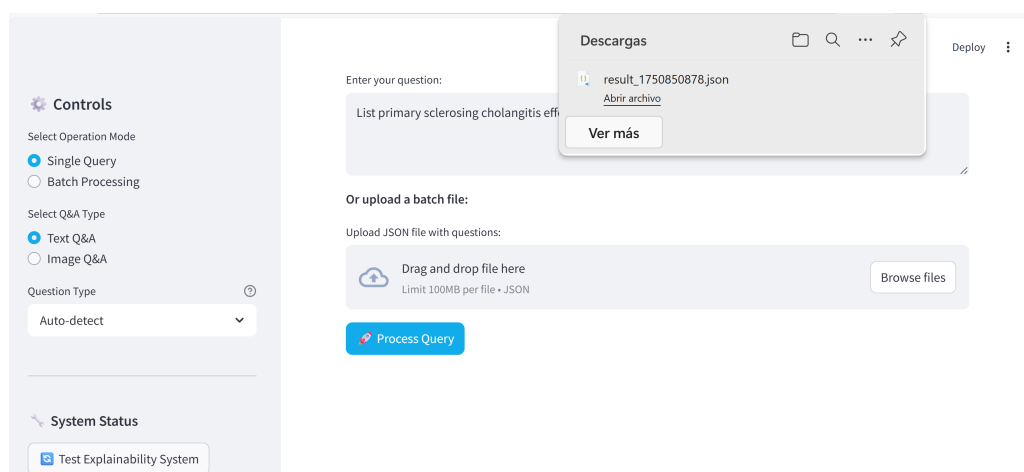 Controls
Select Operation Mode
Single Query
Batch Processing
Select Q&A Type
Text Q&A
Image Q&A
Question Type
Auto-detect
System Status
Test Explainability System
Deploy
Enter your question:
List primary sclerosing cholangitis
Or upload a batch file:
Upload JSON file with questions:
Drag and drop file here
Limit 100MB per file • JSON
Browse files
Process Query
Descargas
result_1750850878.json
Abrir archivo
Ver más